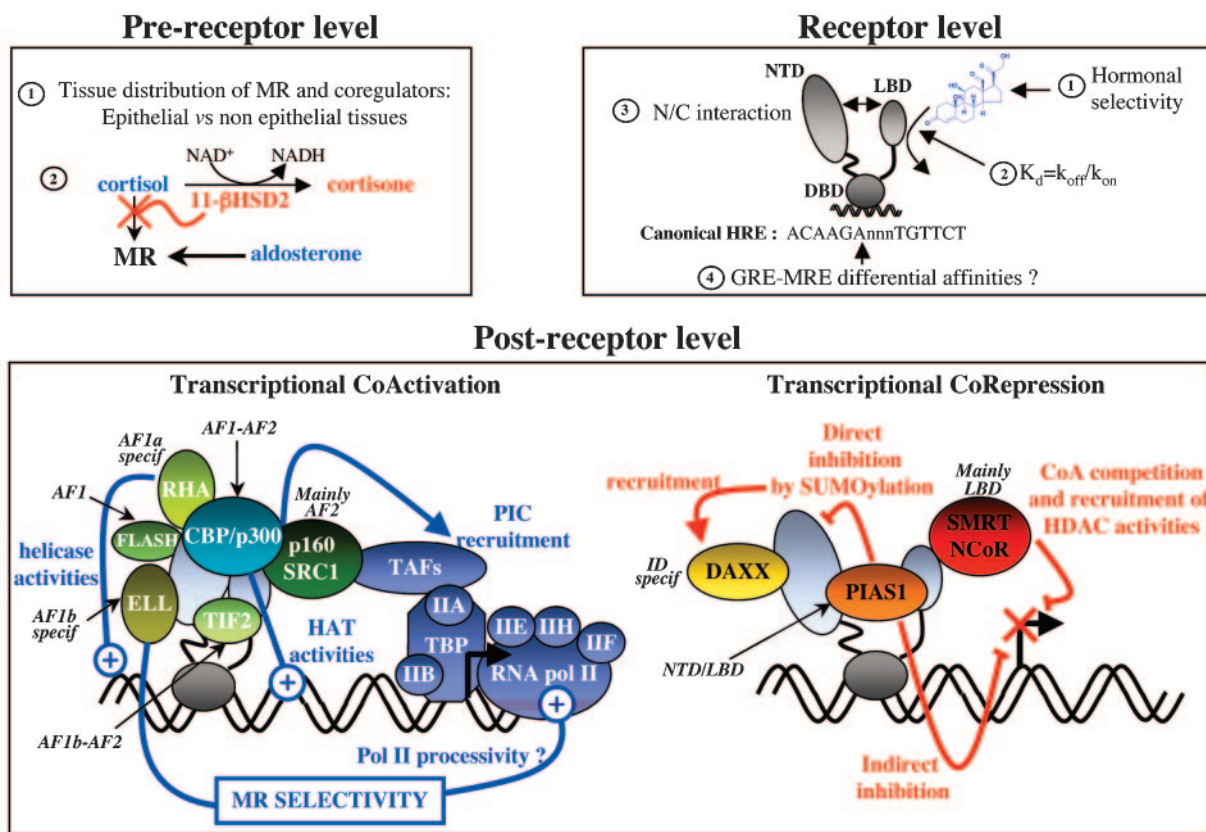 Pre-receptor level
1 Tissue distribution of MR and coregulators:
Epithelial vs non epithelial tissues
NAD+ NADH
2 cortisol cortisone
11-βHSD2
MR aldosterone
Receptor level
NTD LBD
OH
HO
O
O
O
H
H
H
1 Hormonal
selectivity
3 N/C interaction
2 Kd=koff/kon
DBD
Canonical HRE : ACAAGAnnnTGTTCT
4 GRE-MRE differential affinities ?
Post-receptor level
Transcriptional CoActivation
AF1a
specif
AF1-AF2
RHA
AF1
Mainly
AF2
CBP/p300
FLASH
p160
SRC1
PIC
recruitment
helicase
activities
TAFs
ELL
AF1b
specif
TIF2
HAT
activities
IIA
TBP
IIB
IIE IIH IIF
RNA pol II
+
+
+
AF1b-AF2
Pol II processivity ?
MR SELECTIVITY
Transcriptional CoRepression
Direct
inhibition
by SUMOylation
recruitment
Mainly
LBD
CoA competition
and recruitment of
HDAC activities
SMRT
NCoR
ID
specif
DAXX
PIAS1
NTD/LBD
Indirect
inhibition